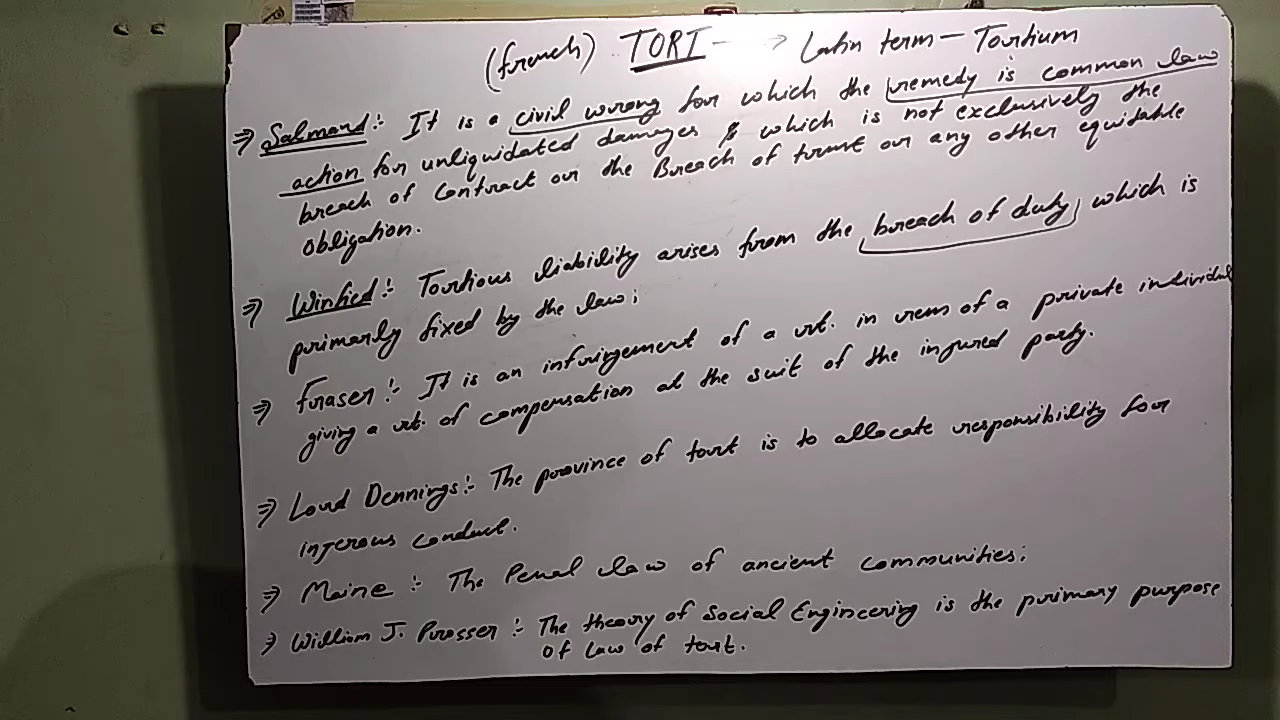 (french) TORT → Latin term - Tortium
⇒ Salmond:- It is a civil wrong for which the remedy is common law
action for unliquidated damages & which is not exclusively the
breach of Contract or the Breach of trust or any other equitable
obligation.
⇒ Winfied:- Tortious liability arises from the breach of duty, which is
primarily fixed by the law;
⇒ Fraser:- It is an infringement of a rt. in rem of a private individual
giving a rt. of compensation at the suit of the injured party.
⇒ Lord Dennings:- The province of tort is to allocate responsibility for
injerous conduct.
⇒ Maine:- The Penal law of ancient communities;
⇒ William J. Prosser:- The theory of Social Engincering is the primary purpose
of Law of tort.